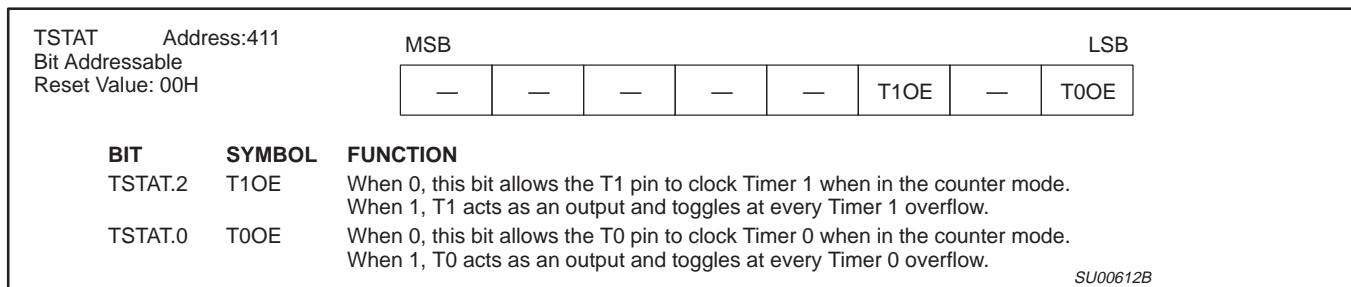 TSTAT Address:411
Bit Addressable
Reset Value: 00H
MSB LSB
— — — — — T1OE — T0OE
BIT SYMBOL FUNCTION
TSTAT.2 T1OE When 0, this bit allows the T1 pin to clock Timer 1 when in the counter mode.
When 1, T1 acts as an output and toggles at every Timer 1 overflow.
TSTAT.0 T0OE When 0, this bit allows the T0 pin to clock Timer 0 when in the counter mode.
When 1, T0 acts as an output and toggles at every Timer 0 overflow.
SU00612B